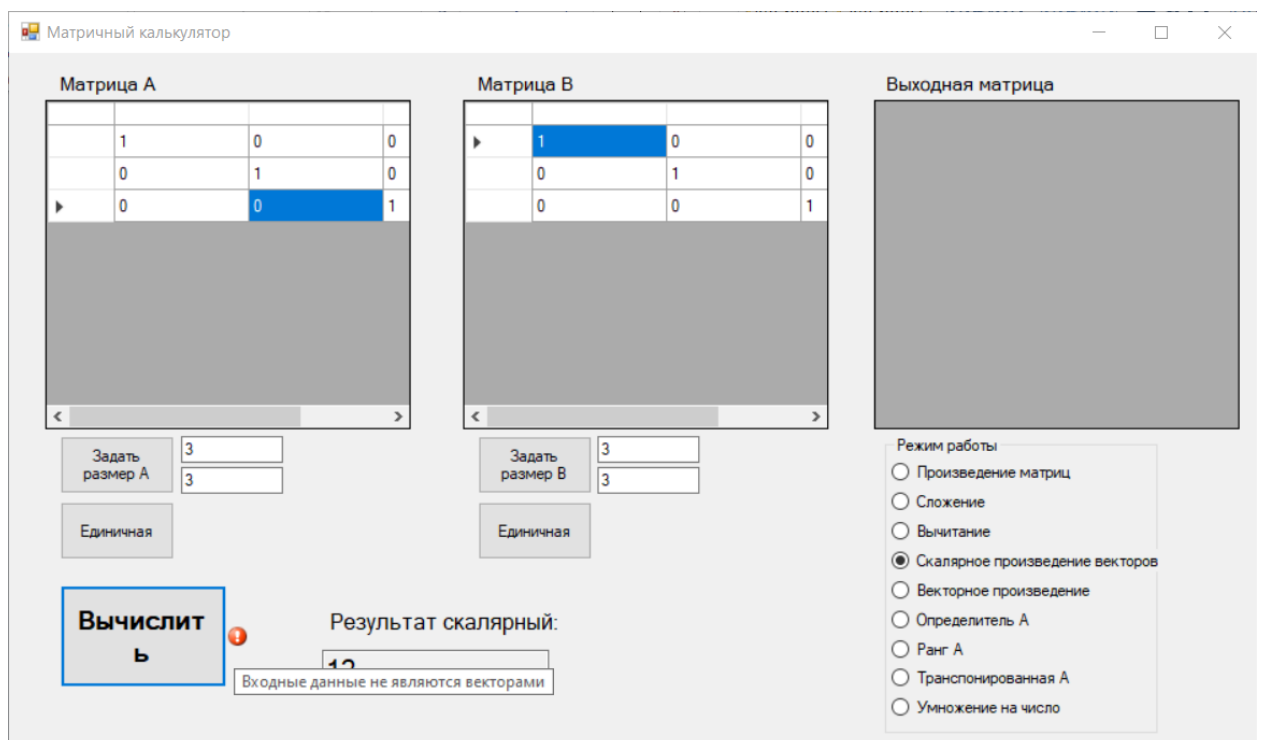 Матричный калькулятор
Матрица A
Матрица B
Выходная матрица
1 0 0
0 1 0
0 0 1
1 0 0
0 1 0
0 0 1
Задать
размер A
3
3
Задать
размер B
3
3
Единичная
Единичная
Режим работы
Произведение матриц
Сложение
Вычитание
Скалярное произведение векторов
Векторное произведение
Определитель A
Ранг A
Транспонированная A
Умножение на число
Вычислит
ь
Результат скалярный:
Входные данные не являются векторами